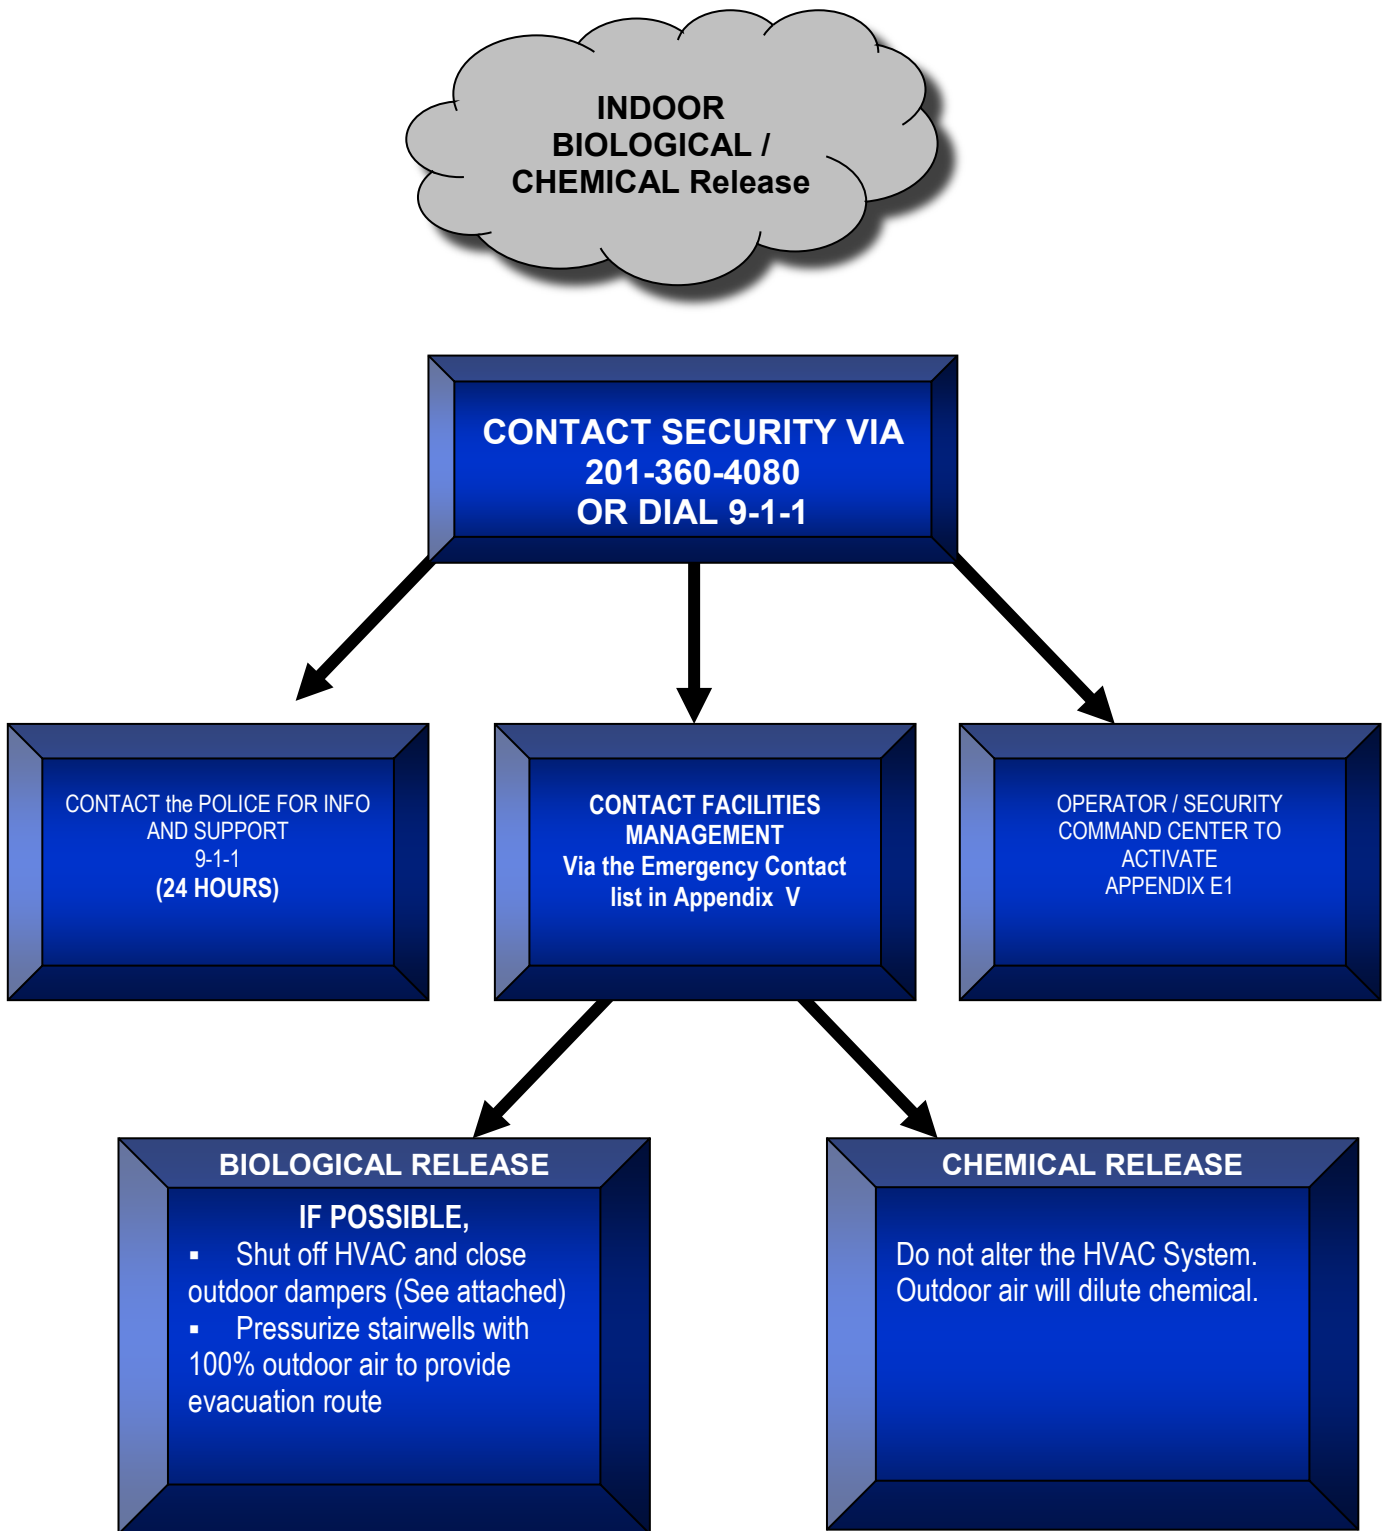 INDOOR
BIOLOGICAL /
CHEMICAL Release
CONTACT SECURITY VIA
201-360-4080
OR DIAL 9-1-1
CONTACT the POLICE FOR INFO
AND SUPPORT
9-1-1
(24 HOURS)
CONTACT FACILITIES
MANAGEMENT
Via the Emergency Contact
list in Appendix V
OPERATOR / SECURITY
COMMAND CENTER TO
ACTIVATE
APPENDIX E1
BIOLOGICAL RELEASE
IF POSSIBLE,
▪ Shut off HVAC and close
outdoor dampers (See attached)
▪ Pressurize stairwells with
100% outdoor air to provide
evacuation route
CHEMICAL RELEASE
Do not alter the HVAC System.
Outdoor air will dilute chemical.